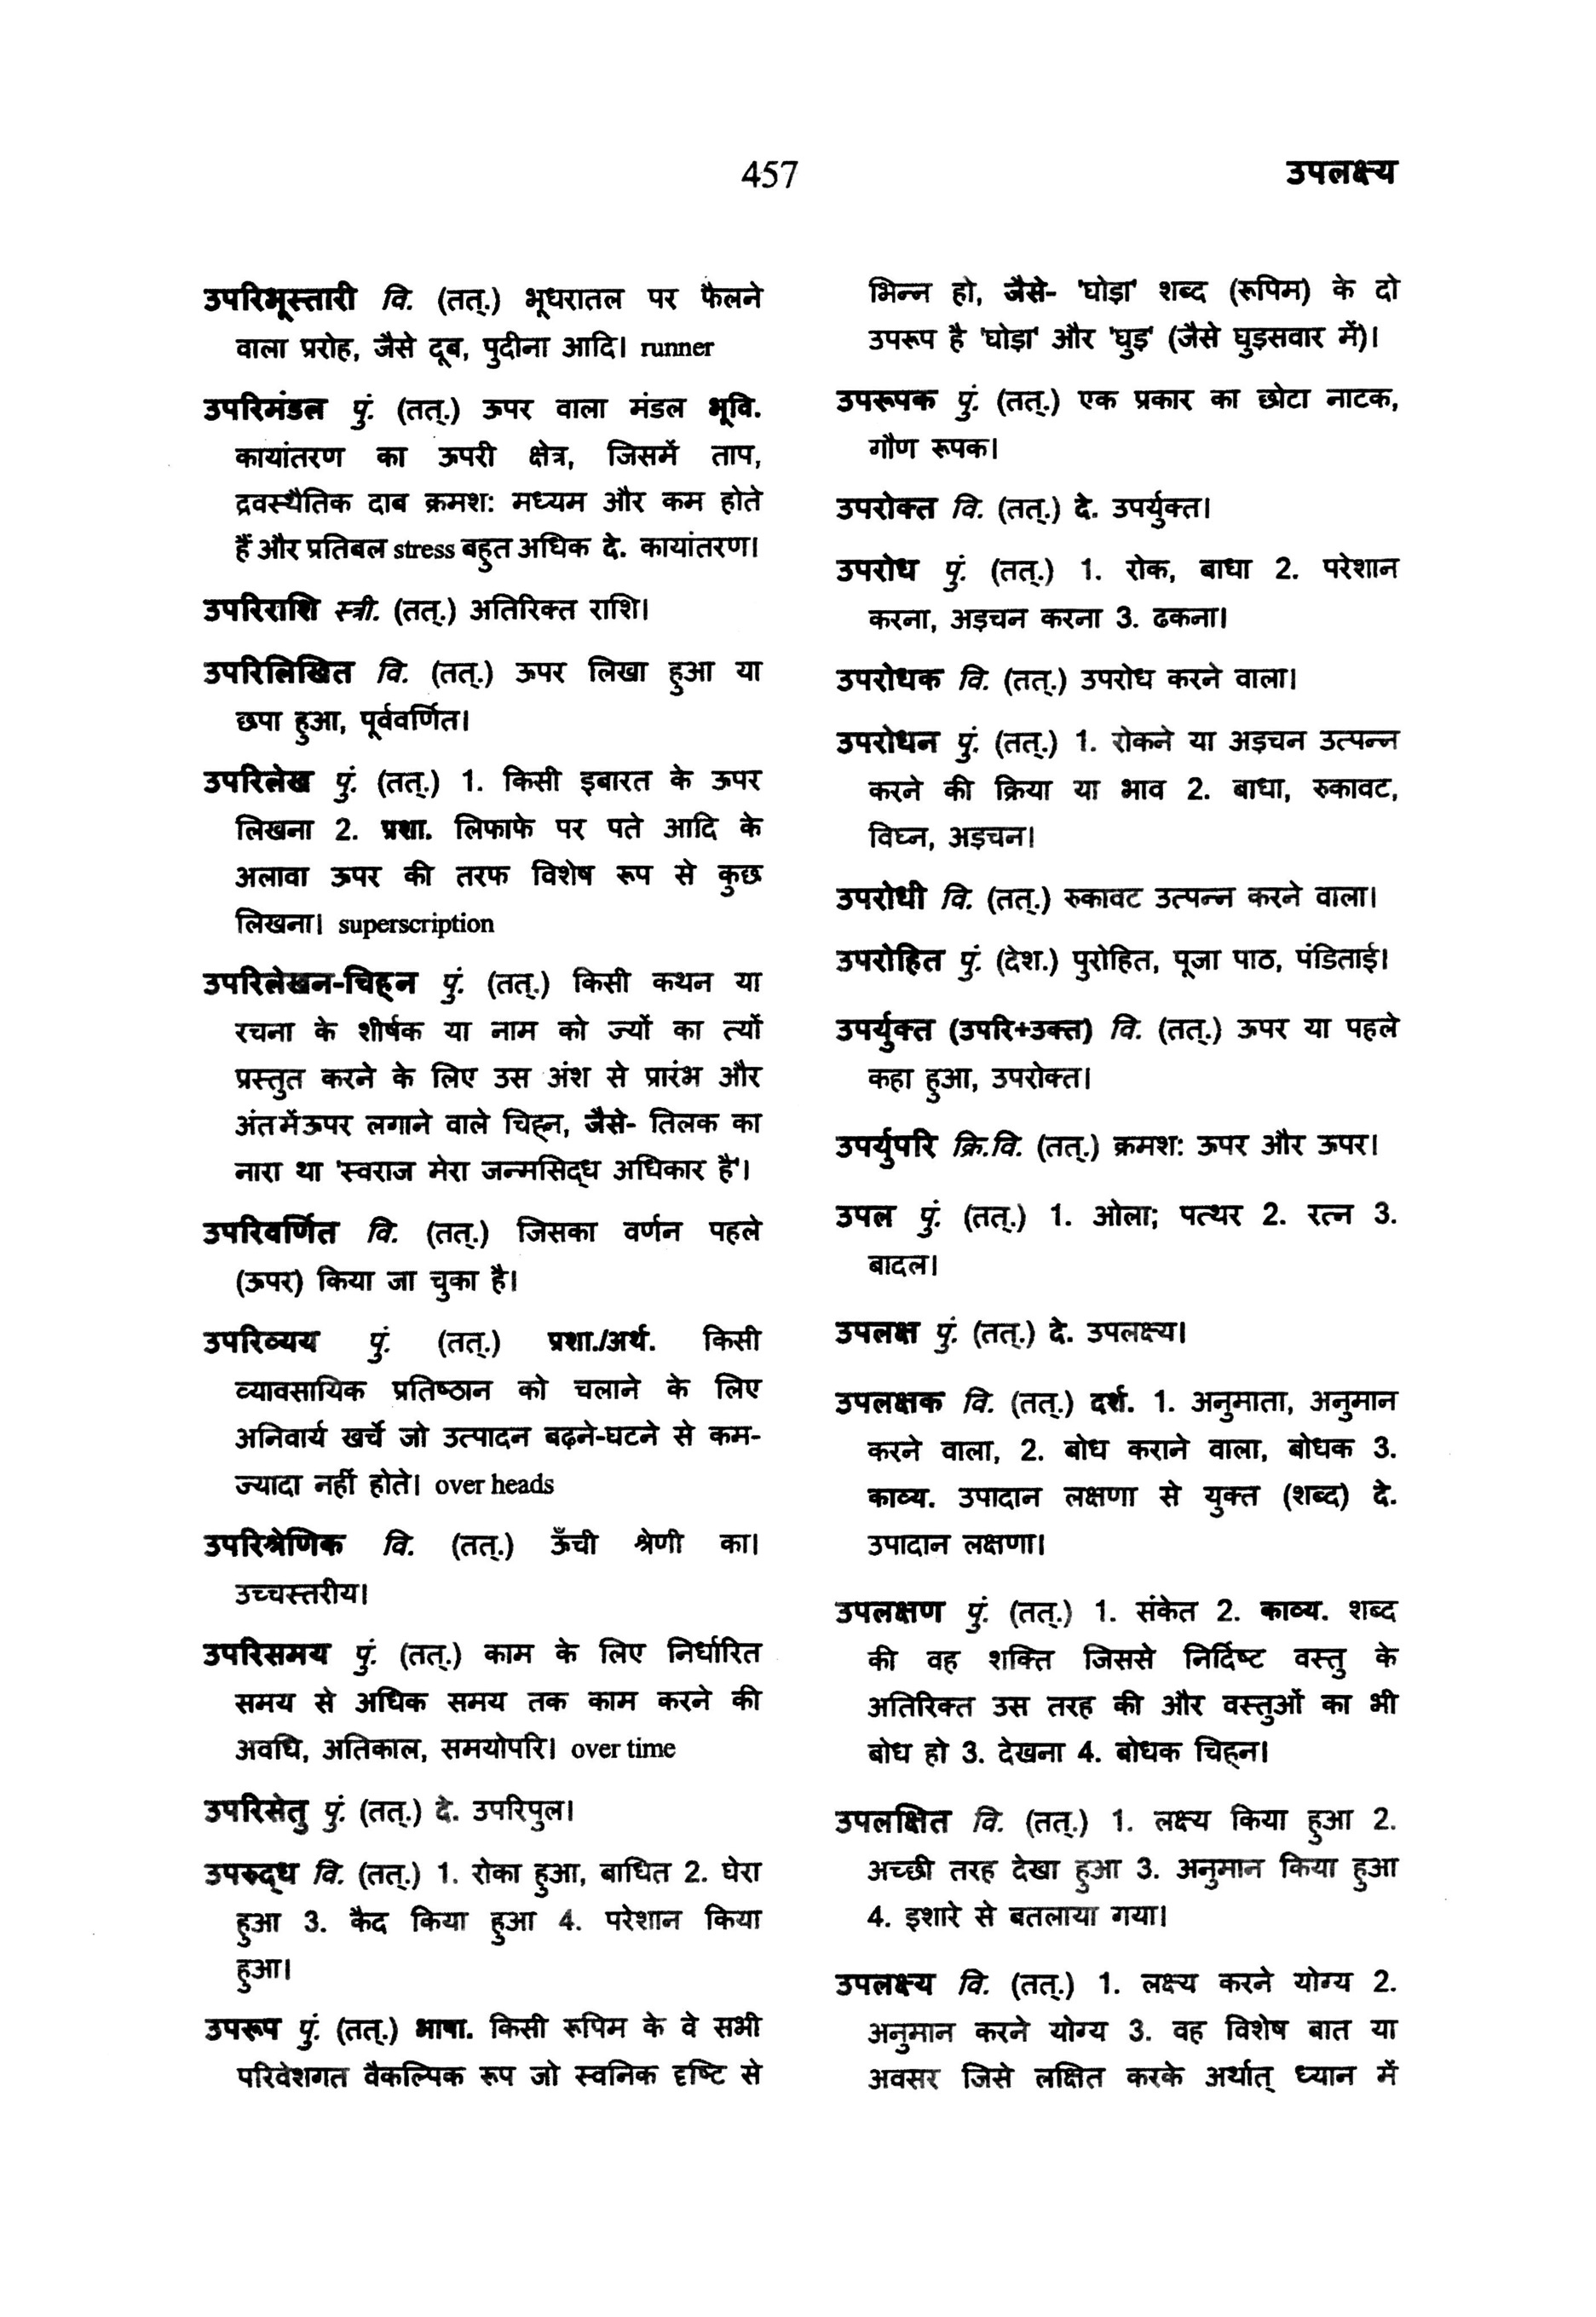 457
उपलक्ष्य
उपरिभूस्तारी वि. (तत्.) भूधरातल पर फैलने
वाला प्ररोह, जैसे दूब, पुदीना आदि। runner
उपरिमंडल पुं. (तत्.) ऊपर वाला मंडल भूवि.
कायांतरण का ऊपरी क्षेत्र, जिसमें ताप,
द्रवस्थैतिक दाब क्रमश: मध्यम और कम होते
हैं और प्रतिबल stress बहुत अधिक दे. कायांतरण।
उपरिराशि स्त्री. (तत्.) अतिरिक्त राशि।
उपरिलिखित वि. (तत्.) ऊपर लिखा हुआ या
छपा हुआ, पूर्ववर्णित।
उपरिलेख पुं. (तत्.) 1. किसी इबारत के ऊपर
लिखना 2. प्रशा. लिफाफे पर पते आदि के
अलावा ऊपर की तरफ विशेष रूप से कुछ
लिखना। superscription
उपरिलेखन-चिह्न पुं. (तत्.) किसी कथन या
रचना के शीर्षक या नाम को ज्यों का त्यों
प्रस्तुत करने के लिए उस अंश से प्रारंभ और
अंत में ऊपर लगाने वाले चिह्न, जैसे- तिलक का
नारा था 'स्वराज मेरा जन्मसिद्ध अधिकार है'।
उपरिवर्णित वि. (तत्.) जिसका वर्णन पहले
(ऊपर) किया जा चुका है।
उपरिव्यय पुं. (तत्.) प्रशा./अर्थ. किसी
व्यावसायिक प्रतिष्ठान को चलाने के लिए
अनिवार्य खर्चे जो उत्पादन बढ़ने-घटने से कम-
ज्यादा नहीं होते। over heads
उपरिश्रेणिक वि. (तत्.) ऊँची श्रेणी का।
उच्चस्तरीय।
उपरिसमय पुं. (तत्.) काम के लिए निर्धारित
समय से अधिक समय तक काम करने की
अवधि, अतिकाल, समयोपरि। over time
उपरिसेतु पुं. (तत्.) दे. उपरिपुल।
उपरुद्ध वि. (तत्.) 1. रोका हुआ, बाधित 2. घेरा
हुआ 3. कैद किया हुआ 4. परेशान किया
हुआ।
उपरूप पुं. (तत्.) भाषा. किसी रूपिम के वे सभी
परिवेशगत वैकल्पिक रूप जो स्वनिक दृष्टि से
भिन्न हो, जैसे- 'घोड़ा' शब्द (रूपिम) के दो
उपरूप है 'घोड़ा' और 'घुड़' (जैसे घुड़सवार में)।
उपरूपक पुं. (तत्.) एक प्रकार का छोटा नाटक,
गौण रूपक।
उपरोक्त वि. (तत्.) दे. उपर्युक्त।
उपरोध पुं. (तत्.) 1. रोक, बाधा 2. परेशान
करना, अड़चन करना 3. ढकना।
उपरोधक वि. (तत्.) उपरोध करने वाला।
उपरोधन पुं. (तत्.) 1. रोकने या अड़चन उत्पन्न
करने की क्रिया या भाव 2. बाधा, रुकावट,
विघ्न, अड़चन।
उपरोधी वि. (तत्.) रुकावट उत्पन्न करने वाला।
उपरोहित पुं. (देश.) पुरोहित, पूजा पाठ, पंडिताई।
उपर्युक्त (उपरि+उक्त) वि. (तत्.) ऊपर या पहले
कहा हुआ, उपरोक्त।
उपर्युपरि क्रि.वि. (तत्.) क्रमश: ऊपर और ऊपर।
उपल पुं. (तत्.) 1. ओला; पत्थर 2. रत्न 3.
बादल।
उपलक्ष पुं. (तत्.) दे. उपलक्ष्य।
उपलक्षक वि. (तत्.) दर्श. 1. अनुमाता, अनुमान
करने वाला, 2. बोध कराने वाला, बोधक 3.
काव्य. उपादान लक्षणा से युक्त (शब्द) दे.
उपादान लक्षणा।
उपलक्षण पुं. (तत्.) 1. संकेत 2. काव्य. शब्द
की वह शक्ति जिससे निर्दिष्ट वस्तु के
अतिरिक्त उस तरह की और वस्तुओं का भी
बोध हो 3. देखना 4. बोधक चिह्न।
उपलक्षित वि. (तत्.) 1. लक्ष्य किया हुआ 2.
अच्छी तरह देखा हुआ 3. अनुमान किया हुआ
4. इशारे से बतलाया गया।
उपलक्ष्य वि. (तत्.) 1. लक्ष्य करने योग्य 2.
अनुमान करने योग्य 3. वह विशेष बात या
अवसर जिसे लक्षित करके अर्थात् ध्यान में